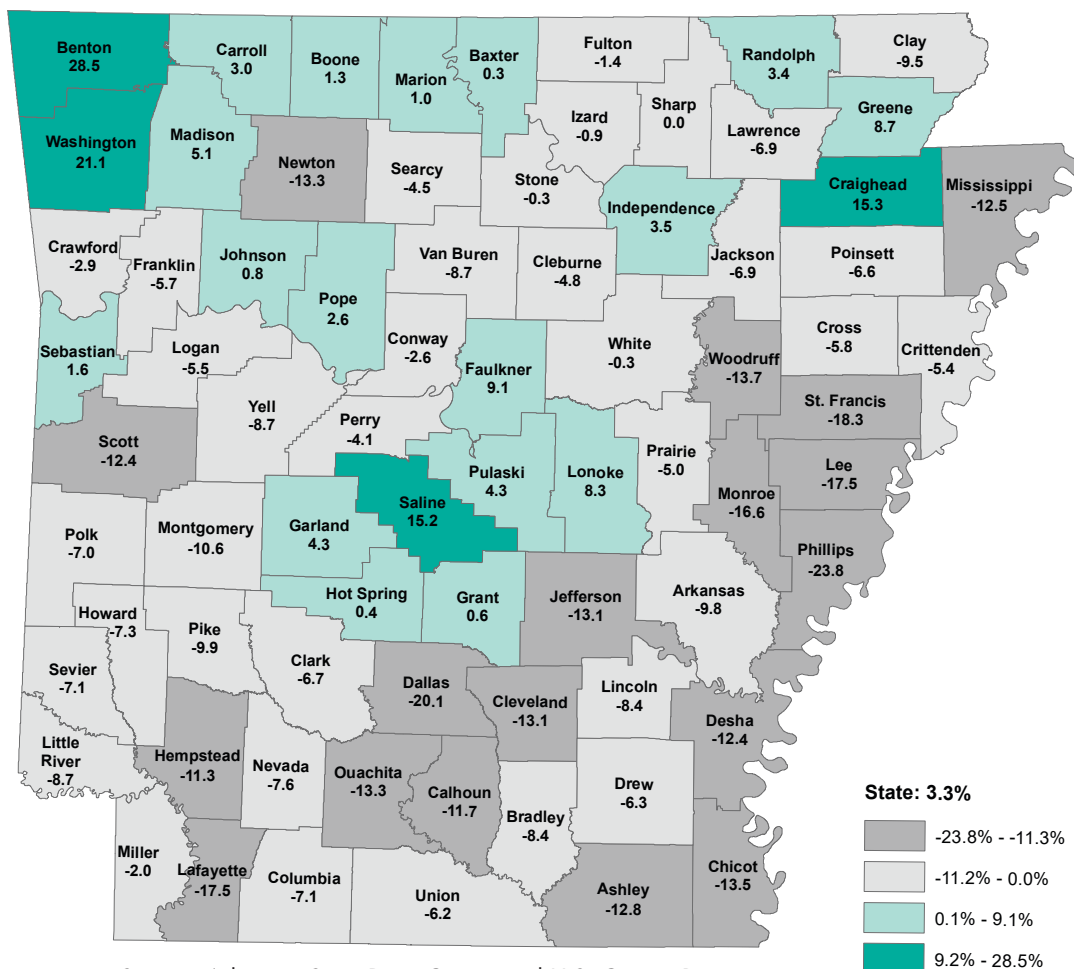 Benton
28.5
Carroll
3.0
Boone
1.3
Marion
1.0
Baxter
0.3
Fulton
-1.4
Randolph
3.4
Clay
-9.5
Washington
21.1
Madison
5.1
Newton
-13.3
Searcy
-4.5
Stone
-0.3
Izard
-0.9
Sharp
0.0
Lawrence
-6.9
Greene
8.7
Craighead
15.3
Mississippi
-12.5
Independence
3.5
Crawford
-2.9
Franklin
-5.7
Johnson
0.8
Pope
2.6
Van Buren
-8.7
Cleburne
-4.8
Jackson
-6.9
Poinsett
-6.6
Sebastian
1.6
Logan
-5.5
Conway
-2.6
Faulkner
9.1
White
-0.3
Woodruff
-13.7
Cross
-5.8
Crittenden
-5.4
St. Francis
-18.3
Scott
-12.4
Yell
-8.7
Perry
-4.1
Saline
15.2
Pulaski
4.3
Lonoke
8.3
Prairie
-5.0
Monroe
-16.6
Lee
-17.5
Phillips
-23.8
Polk
-7.0
Montgomery
-10.6
Garland
4.3
Hot Spring
0.4
Grant
0.6
Jefferson
-13.1
Arkansas
-9.8
Howard
-7.3
Pike
-9.9
Clark
-6.7
Dallas
-20.1
Cleveland
-13.1
Lincoln
-8.4
Desha
-12.4
Sevier
-7.1
Little
River
-8.7
Hempstead
-11.3
Nevada
-7.6
Ouachita
-13.3
Calhoun
-11.7
Bradley
-8.4
Drew
-6.3
Miller
-2.0
Lafayette
-17.5
Columbia
-7.1
Union
-6.2
Ashley
-12.8
Chicot
-13.5
State: 3.3%
-23.8% - -11.3%
-11.2% - 0.0%
0.1% - 9.1%
9.2% - 28.5%